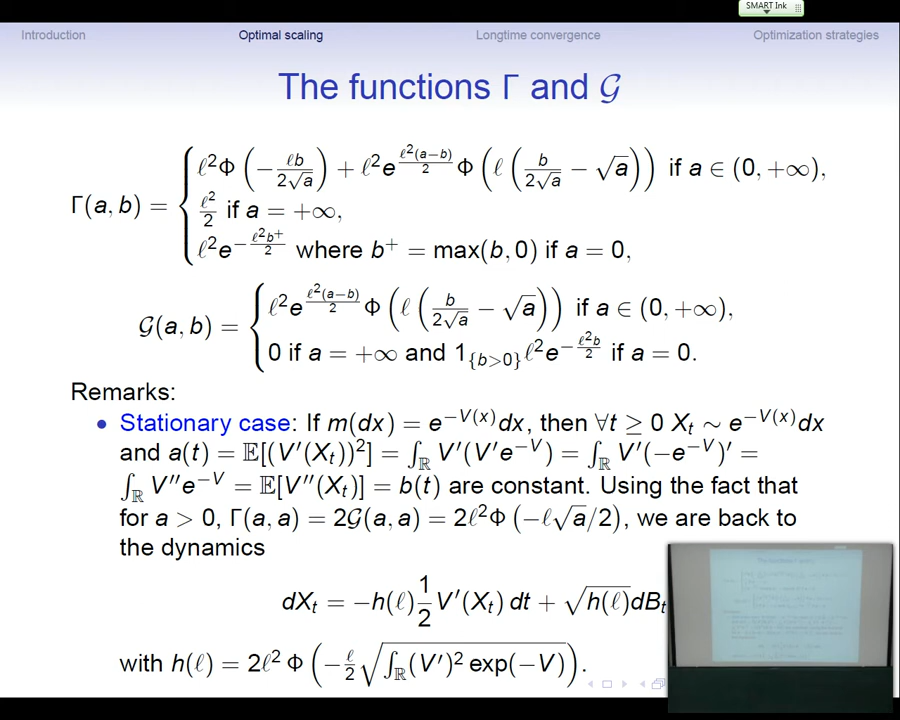 SMART Ink
Introduction Optimal scaling Longtime convergence Optimization strategies
The functions Γ and 𝒢
Γ(a, b) = { ℓ²Φ(−ℓb/(2√a)) + ℓ²e^{ℓ²(a−b)/2} Φ(ℓ(b/(2√a) − √a)) if a ∈ (0, +∞),
ℓ²/2 if a = +∞,
ℓ²e^{−ℓ²b⁺/2} where b⁺ = max(b, 0) if a = 0,
𝒢(a, b) = { ℓ²e^{ℓ²(a−b)/2} Φ(ℓ(b/(2√a) − √a)) if a ∈ (0, +∞),
0 if a = +∞ and 1_{b>0}ℓ²e^{−ℓ²b/2} if a = 0.
Remarks:
• Stationary case: If m(dx) = e^{−V(x)}dx, then ∀t ≥ 0 X_t ∼ e^{−V(x)}dx
and a(t) = 𝔼[(V′(X_t))²] = ∫_ℝ V′(V′e^{−V}) = ∫_ℝ V′(−e^{−V})′ =
∫_ℝ V″e^{−V} = 𝔼[V″(X_t)] = b(t) are constant. Using the fact that
for a > 0, Γ(a, a) = 2𝒢(a, a) = 2ℓ²Φ(−ℓ√a/2), we are back to
the dynamics
dX_t = −h(ℓ)½V′(X_t) dt + √h(ℓ)dB_t
with h(ℓ) = 2ℓ² Φ(−ℓ/2 √(∫_ℝ(V′)² exp(−V))).